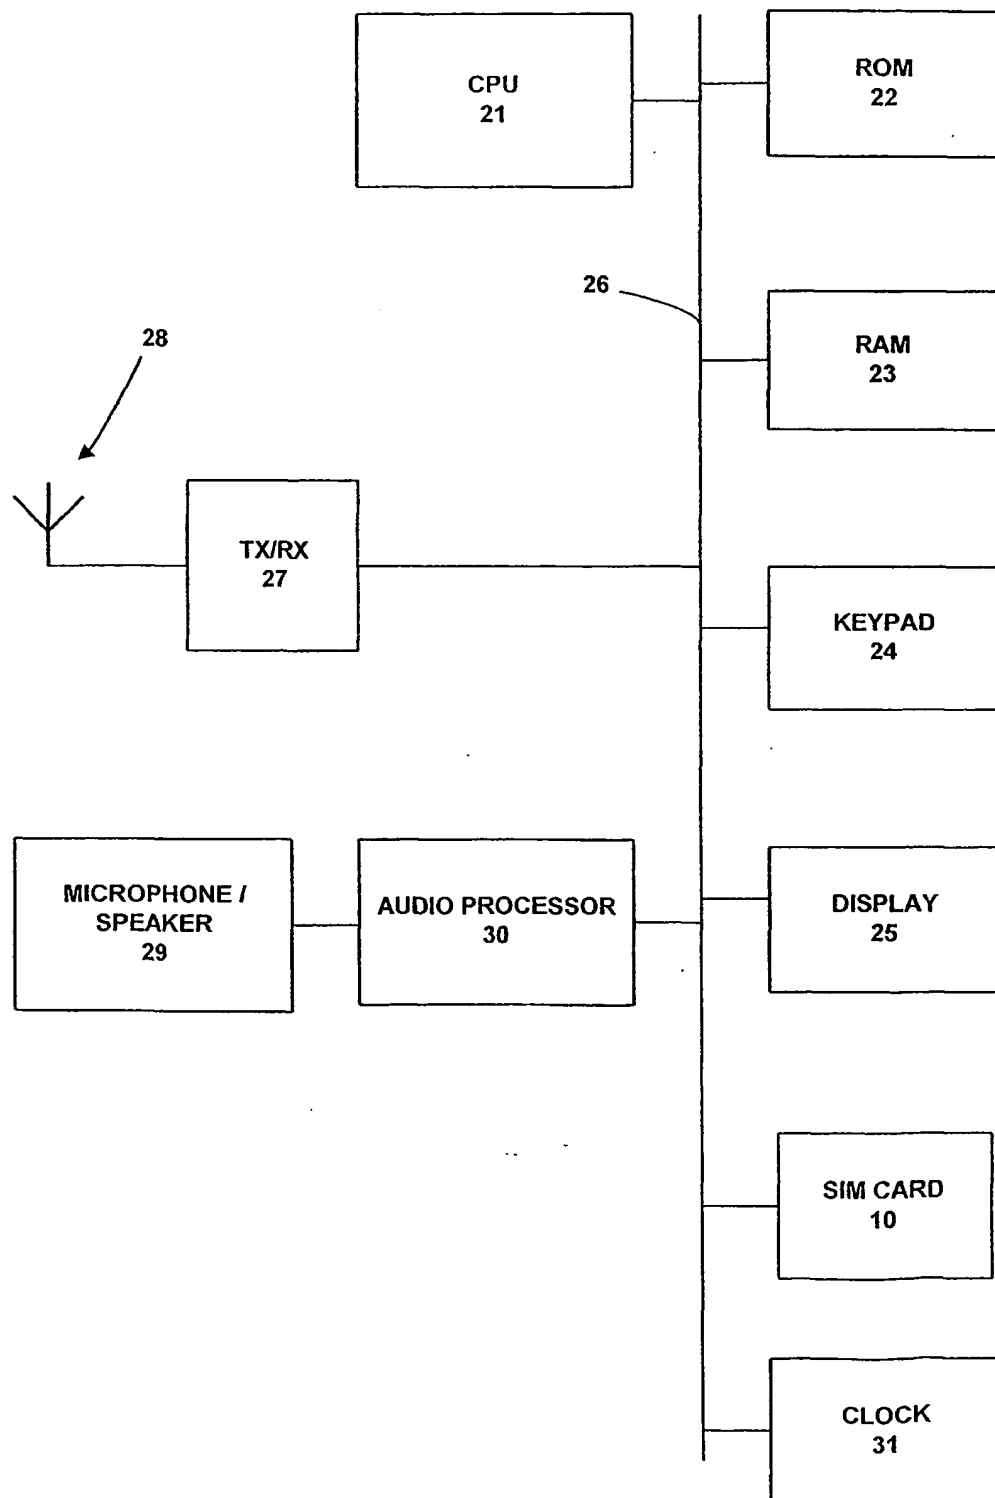 CPU
21
ROM
22
26
RAM
23
28
TX/RX
27
KEYPAD
24
MICROPHONE /
SPEAKER
29
AUDIO PROCESSOR
30
DISPLAY
25
SIM CARD
10
CLOCK
31